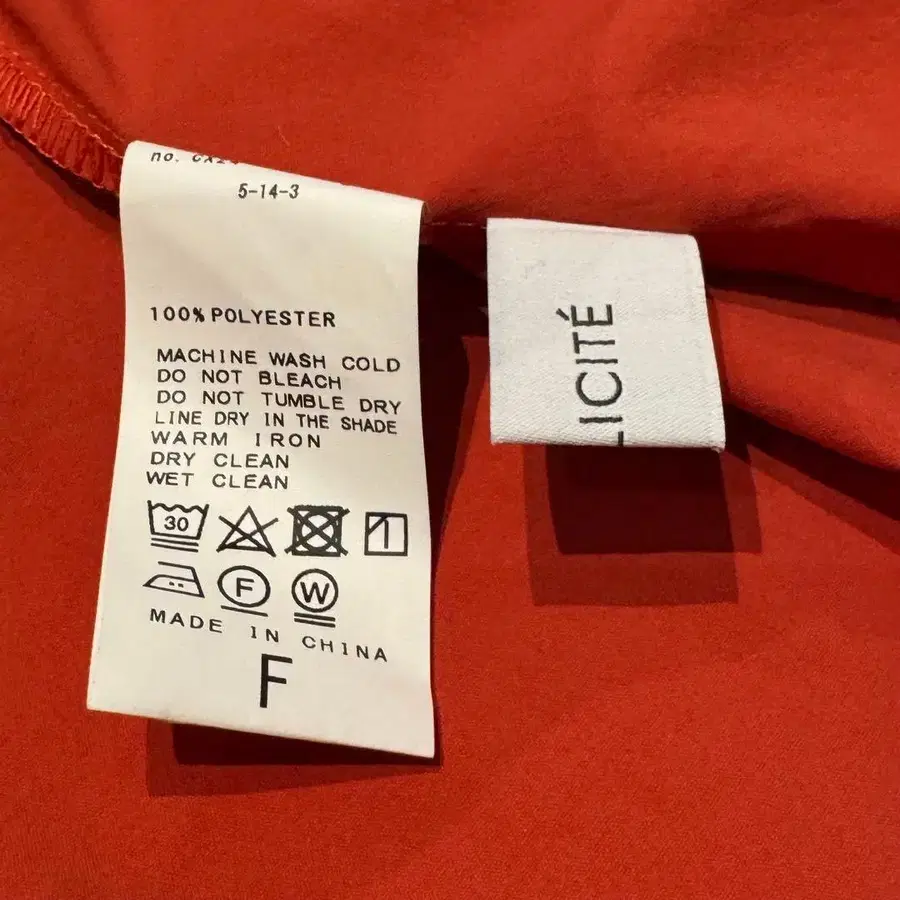 5-14-3
100% POLYESTER
MACHINE WASH COLD
DO NOT BLEACH
DO NOT TUMBLE DRY
LINE DRY IN THE SHADE
WARM IRON
DRY CLEAN
WET CLEAN
30
F
W
MADE IN CHINA
F
LICITÉ